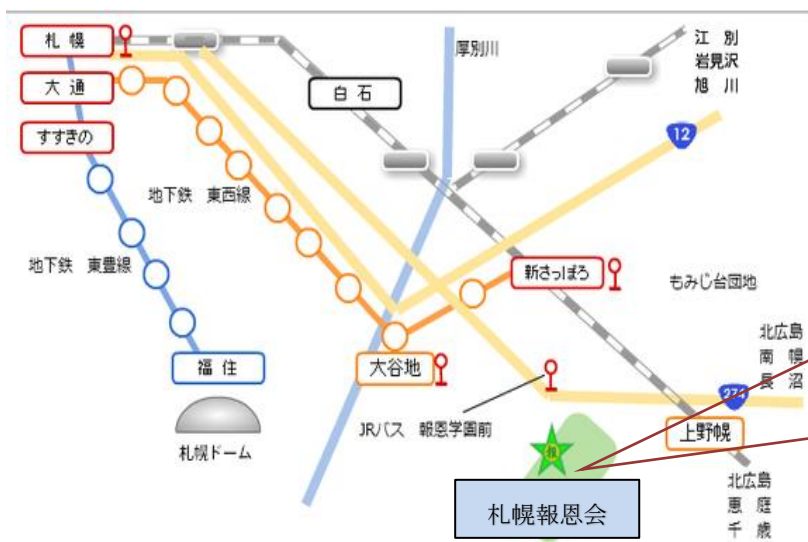 札幌
大通
すすきの
白石
厚別川
江別
岩見沢
旭川
12
地下鉄 東西線
地下鉄 東豊線
新さっぽろ
もみじ台団地
北広島
南幌
長沼
福住
大谷地
274
札幌ドーム
JRバス 報恩学園前
上野幌
報
札幌報恩会
北広島
恵庭
千歳